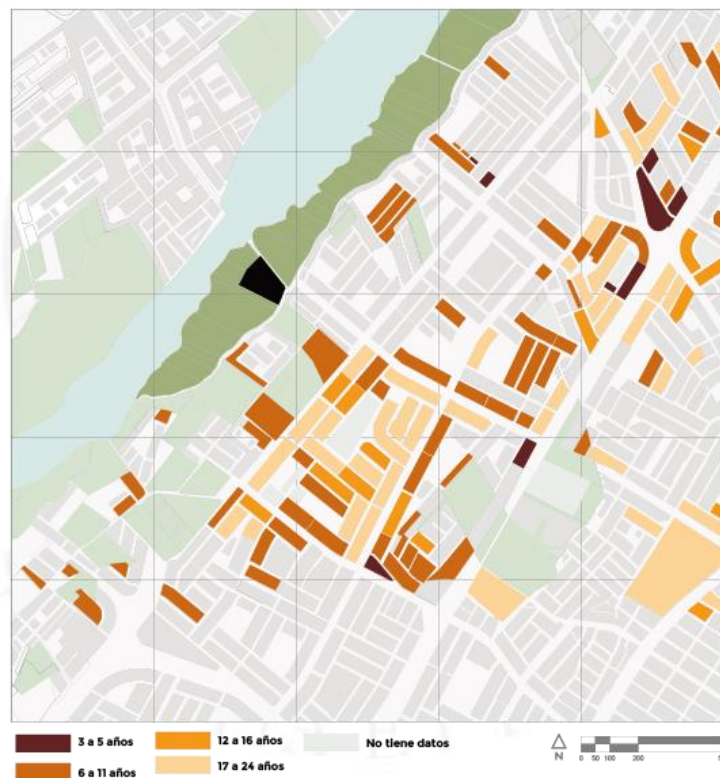 3 a 5 años
6 a 11 años
12 a 16 años
17 a 24 años
No tiene datos
N
0 50 100 200